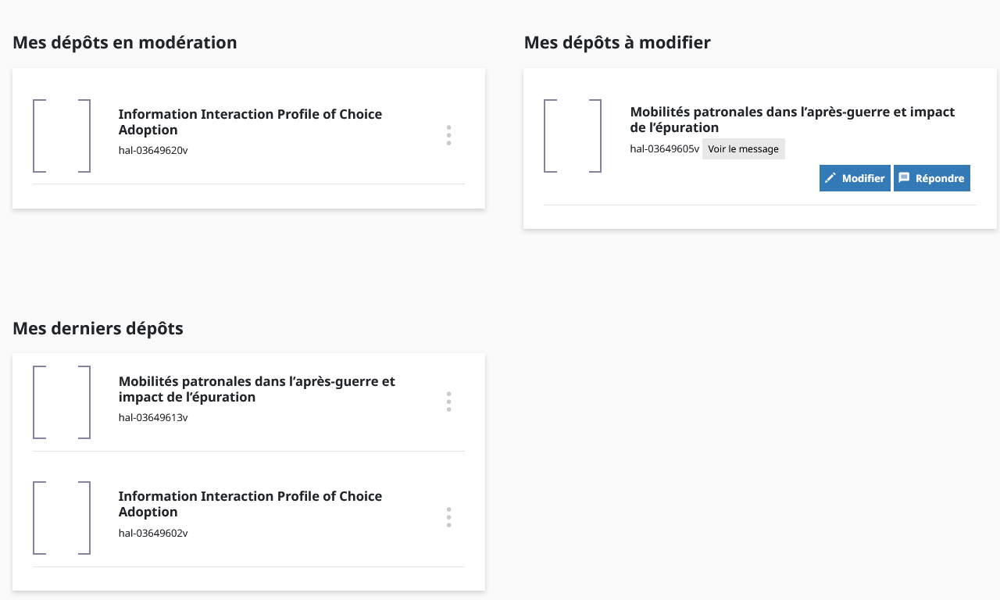 Mes dépôts en modération
Information Interaction Profile of Choice
Adoption
hal-03649620v
Mes dépôts à modifier
Mobilités patronales dans l’après-guerre et impact
de l’épuration
hal-03649605v Voir le message
Modifier Répondre
Mes derniers dépôts
Mobilités patronales dans l’après-guerre et
impact de l’épuration
hal-03649613v
Information Interaction Profile of Choice
Adoption
hal-03649602v